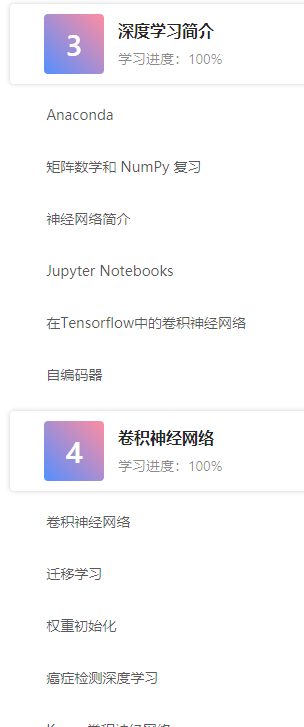 3
深度学习简介
学习进度：100%
Anaconda
矩阵数学和 NumPy 复习
神经网络简介
Jupyter Notebooks
在Tensorflow中的卷积神经网络
自编码器
4
卷积神经网络
学习进度：100%
卷积神经网络
迁移学习
权重初始化
癌症检测深度学习